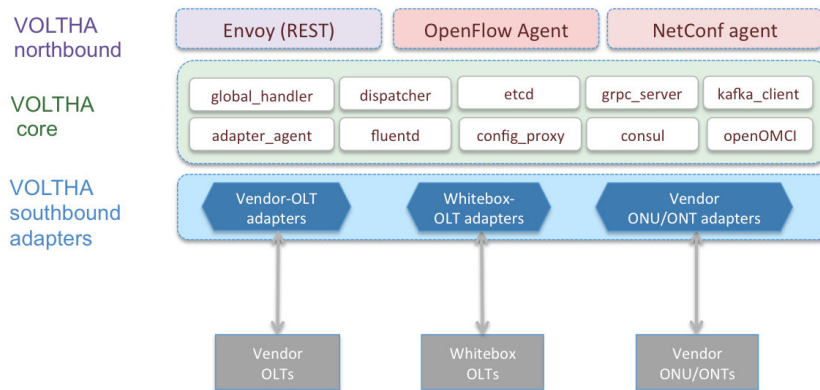 VOLTHA
northbound
Envoy (REST)
OpenFlow Agent
NetConf agent
VOLTHA
core
global_handler
dispatcher
etcd
grpc_server
kafka_client
adapter_agent
fluentd
config_proxy
consul
openOMCI
VOLTHA
southbound
adapters
Vendor-OLT
adapters
Whitebox-
OLT adapters
Vendor
ONU/ONT adapters
Vendor
OLTs
Whitebox
OLTs
Vendor
ONU/ONTs